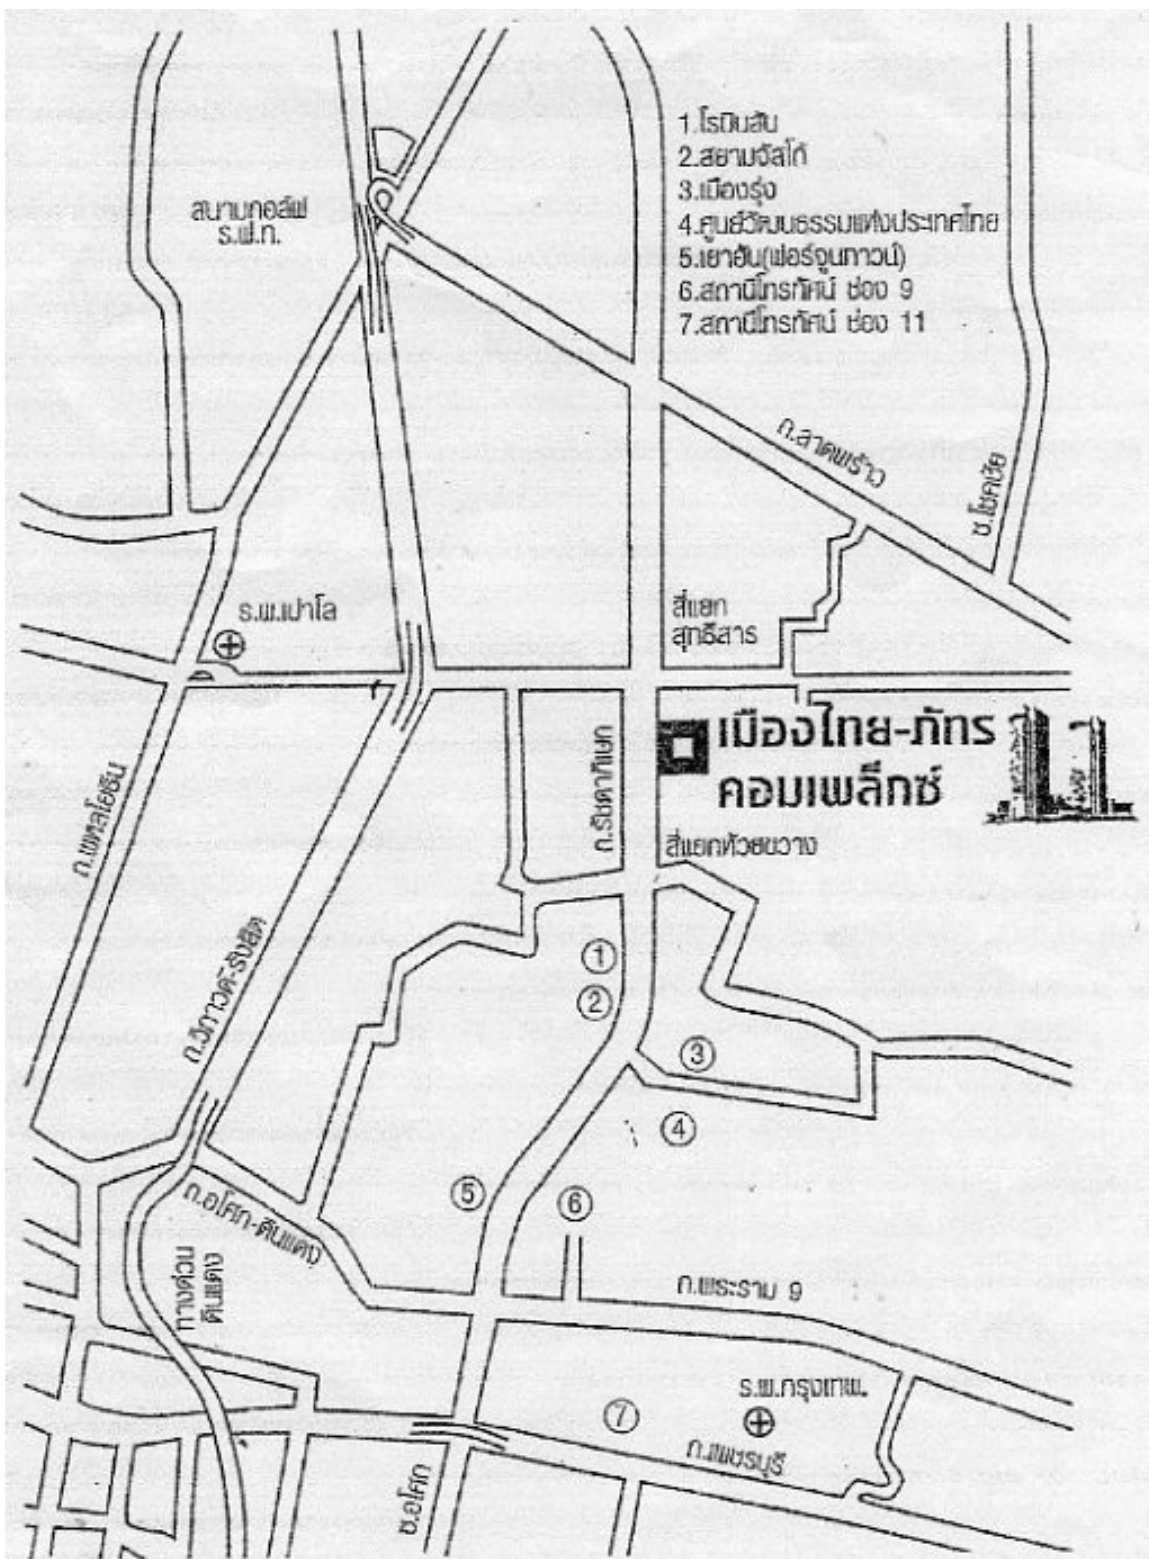 1.โรบินสัน
2.สยามจัสโก้
3.เมืองรุ่ง
4.ศูนย์วัฒนธรรมแห่งประเทศไทย
5.เยาฮัน(ฟอร์จูนทาวน์)
6.สถานีโทรทัศน์ ช่อง 9
7.สถานีโทรทัศน์ ช่อง 11
สนามกอล์ฟ
ร.ฟ.ท.
ถ.ลาดพร้าว
ซ.โชคชัย
ร.พ.เปาโล
สี่แยก
สุทธิสาร
เมืองไทย-ภัทร
คอมเพล็กซ์
ถ.รัชดาภิเษก
ถ.พหลโยธิน
สี่แยกห้วยขวาง
ถ.วิภาวดี-รังสิต
1
2
3
4
5
6
ถ.อโศก-ดินแดง
ทางด่วน
ดินแดง
ถ.พระราม 9
ร.พ.กรุงเทพ.
7
ถ.เพชรบุรี
ซ.อโศก